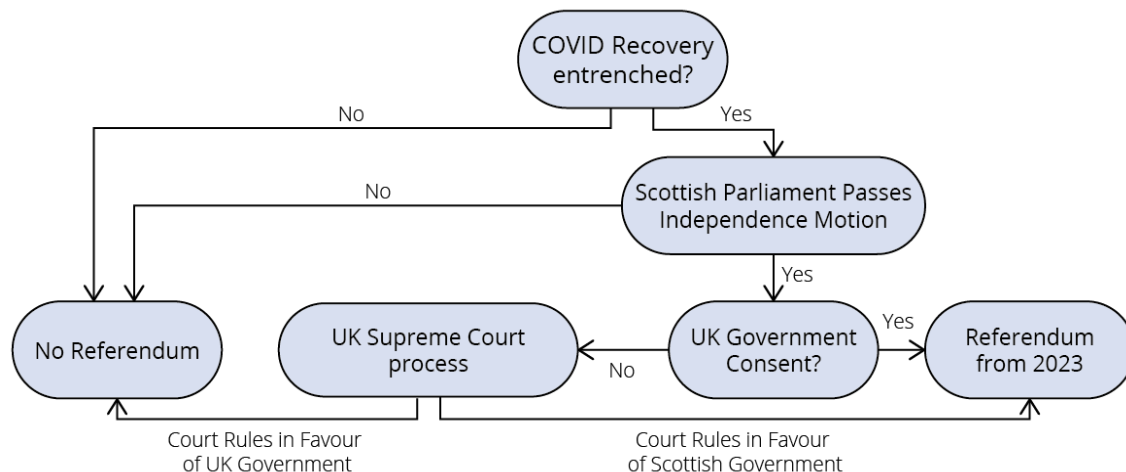 COVID Recovery
entrenched?
No
Yes
Scottish Parliament Passes
Independence Motion
No
Yes
No Referendum
UK Supreme Court
process
No
UK Government
Consent?
Yes
Referendum
from 2023
Court Rules in Favour
of UK Government
Court Rules in Favour
of Scottish Government